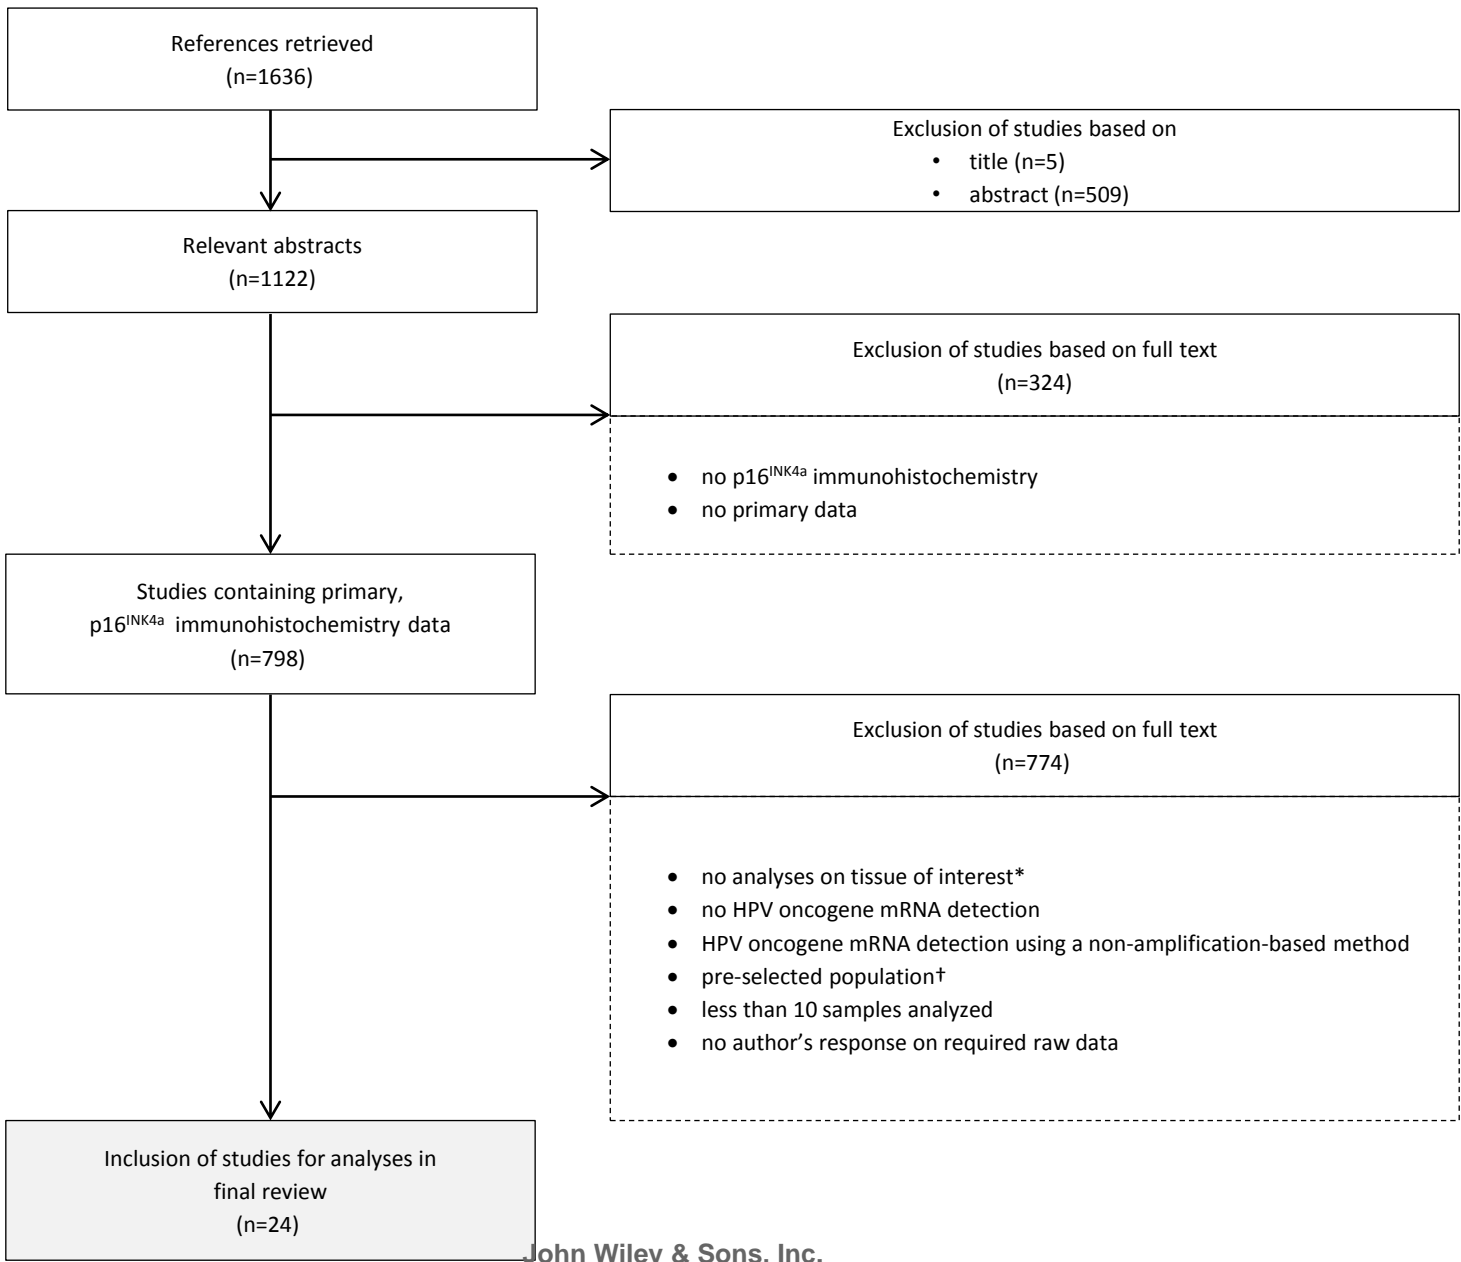 References retrieved
(n=1636)
Exclusion of studies based on
• title (n=5)
• abstract (n=509)
Relevant abstracts
(n=1122)
Exclusion of studies based on full text
(n=324)
• no p16INK4a immunohistochemistry
• no primary data
Studies containing primary,
p16INK4a immunohistochemistry data
(n=798)
Exclusion of studies based on full text
(n=774)
• no analyses on tissue of interest*
• no HPV oncogene mRNA detection
• HPV oncogene mRNA detection using a non-amplification-based method
• pre-selected population†
• less than 10 samples analyzed
• no author’s response on required raw data
Inclusion of studies for analyses in
final review
(n=24)
John Wiley & Sons, Inc.